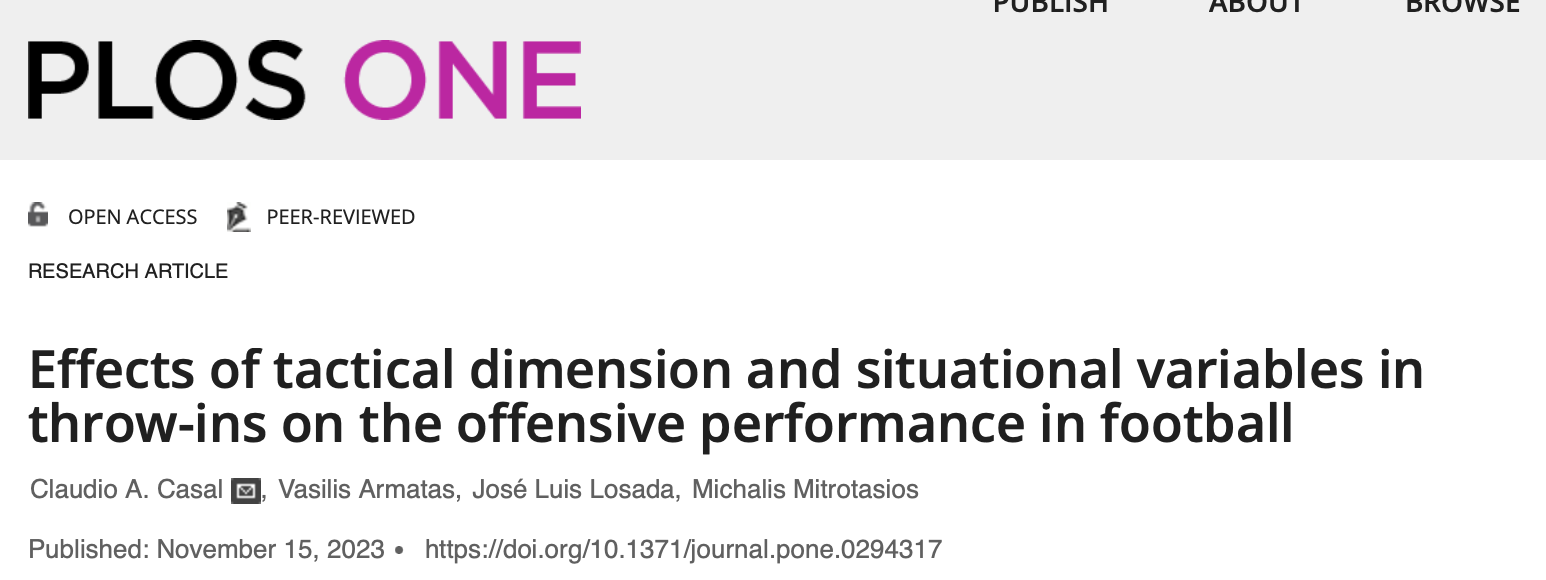 PUBLISH ABOUT BROWSE
PLOS ONE
OPEN ACCESS PEER-REVIEWED
RESEARCH ARTICLE
Effects of tactical dimension and situational variables in
throw-ins on the offensive performance in football
Claudio A. Casal , Vasilis Armatas, José Luis Losada, Michalis Mitrotasios
Published: November 15, 2023 • https://doi.org/10.1371/journal.pone.0294317